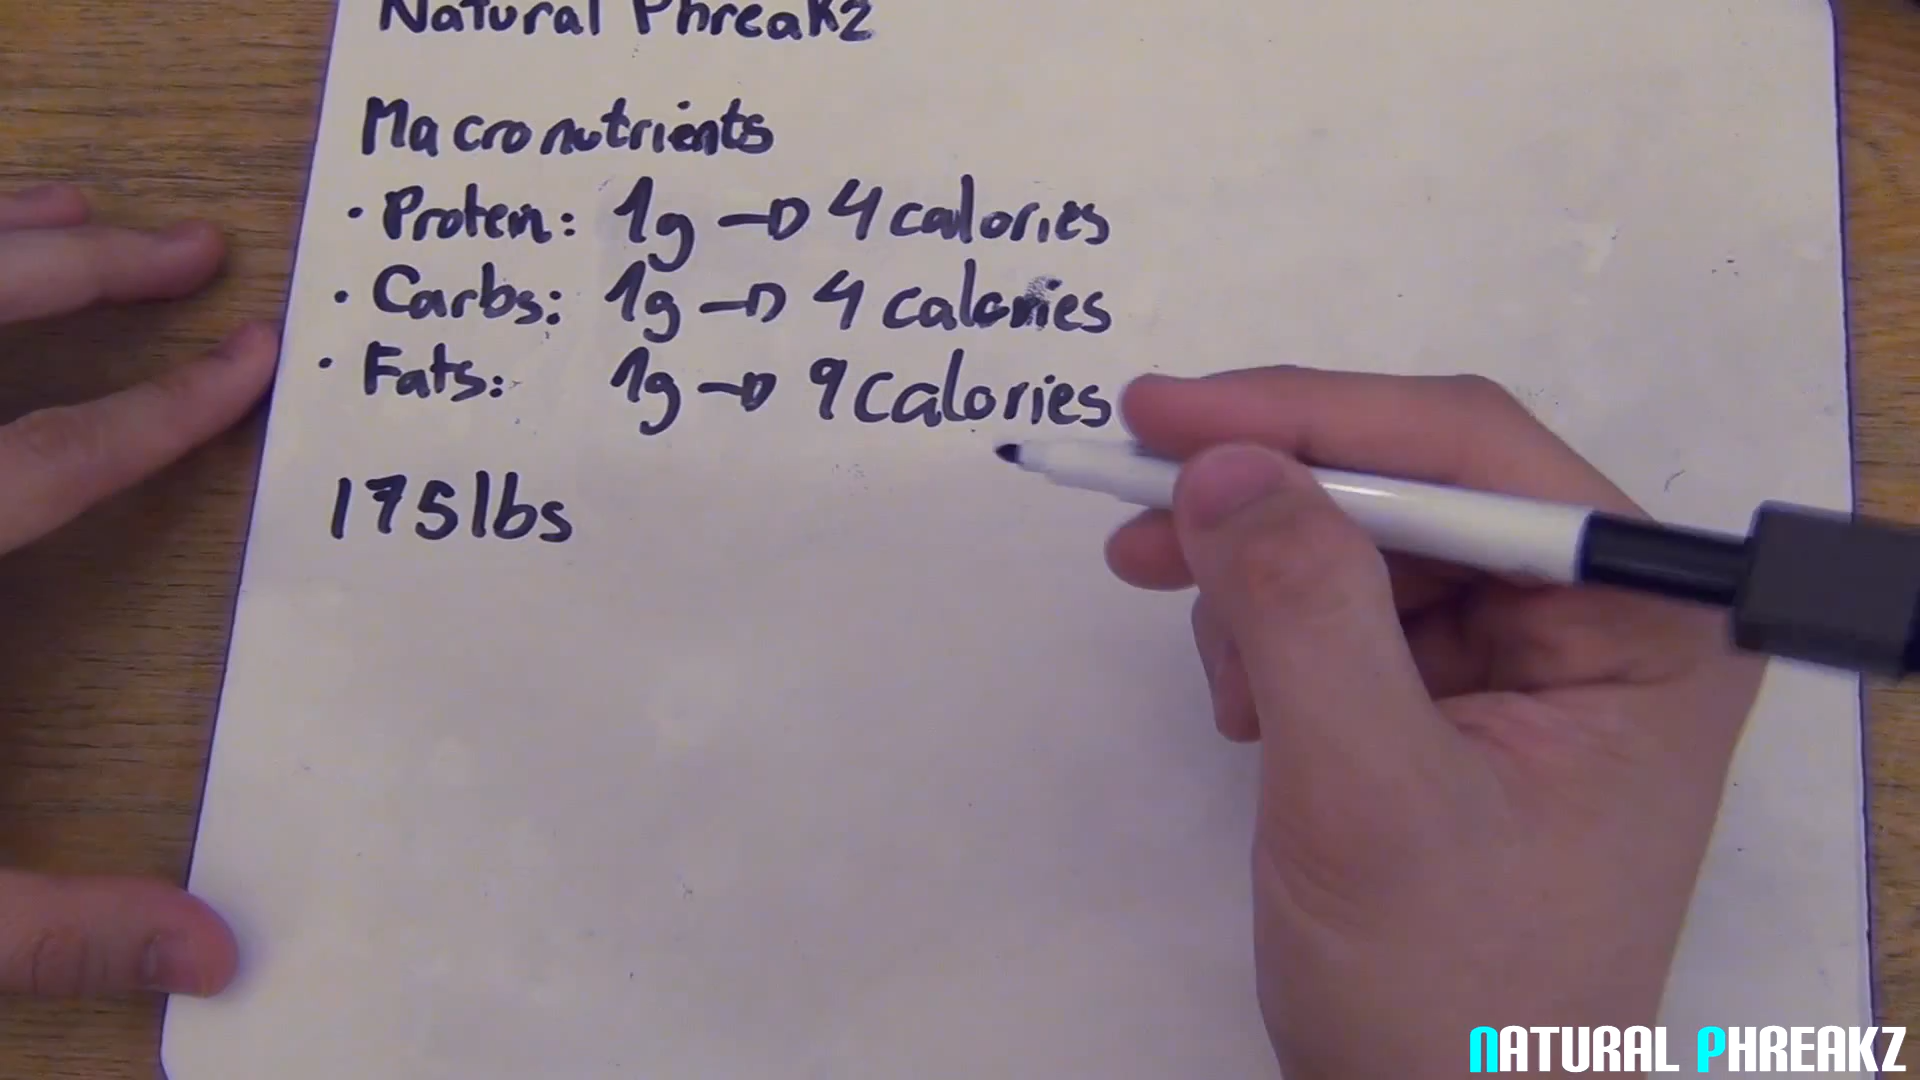 Natural Phreakz
Macronutrients
• Protein: 1g → 4 calories
• Carbs: 1g → 4 calories
• Fats: 1g → 9 calories
175lbs
NATURAL PHREAKZ